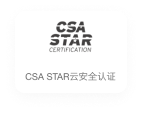 CSA
STAR
CERTIFICATION
CSA STAR云安全认证